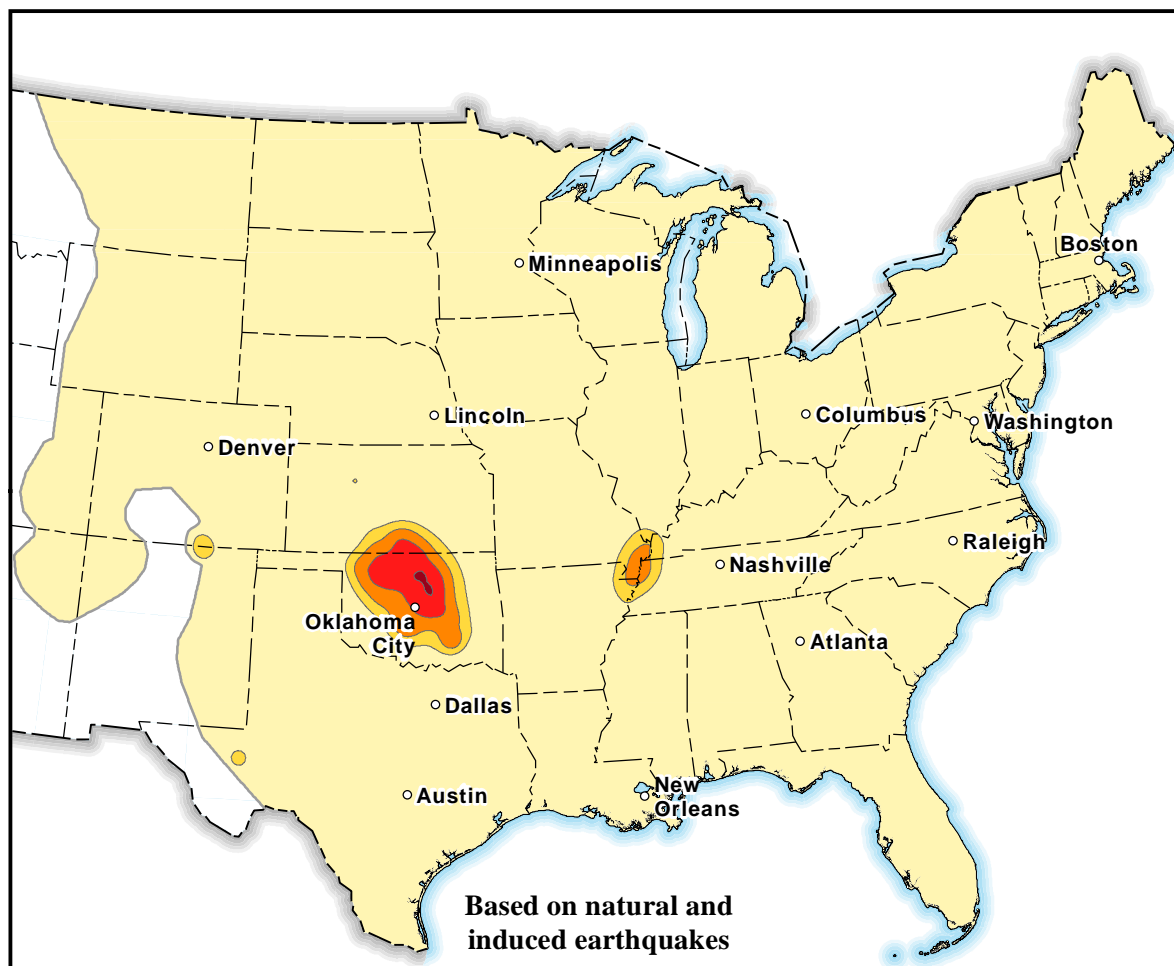 Boston
Minneapolis
Lincoln
Columbus
Washington
Denver
Raleigh
Nashville
Oklahoma
City
Atlanta
Dallas
New
Orleans
Austin
Based on natural and
induced earthquakes